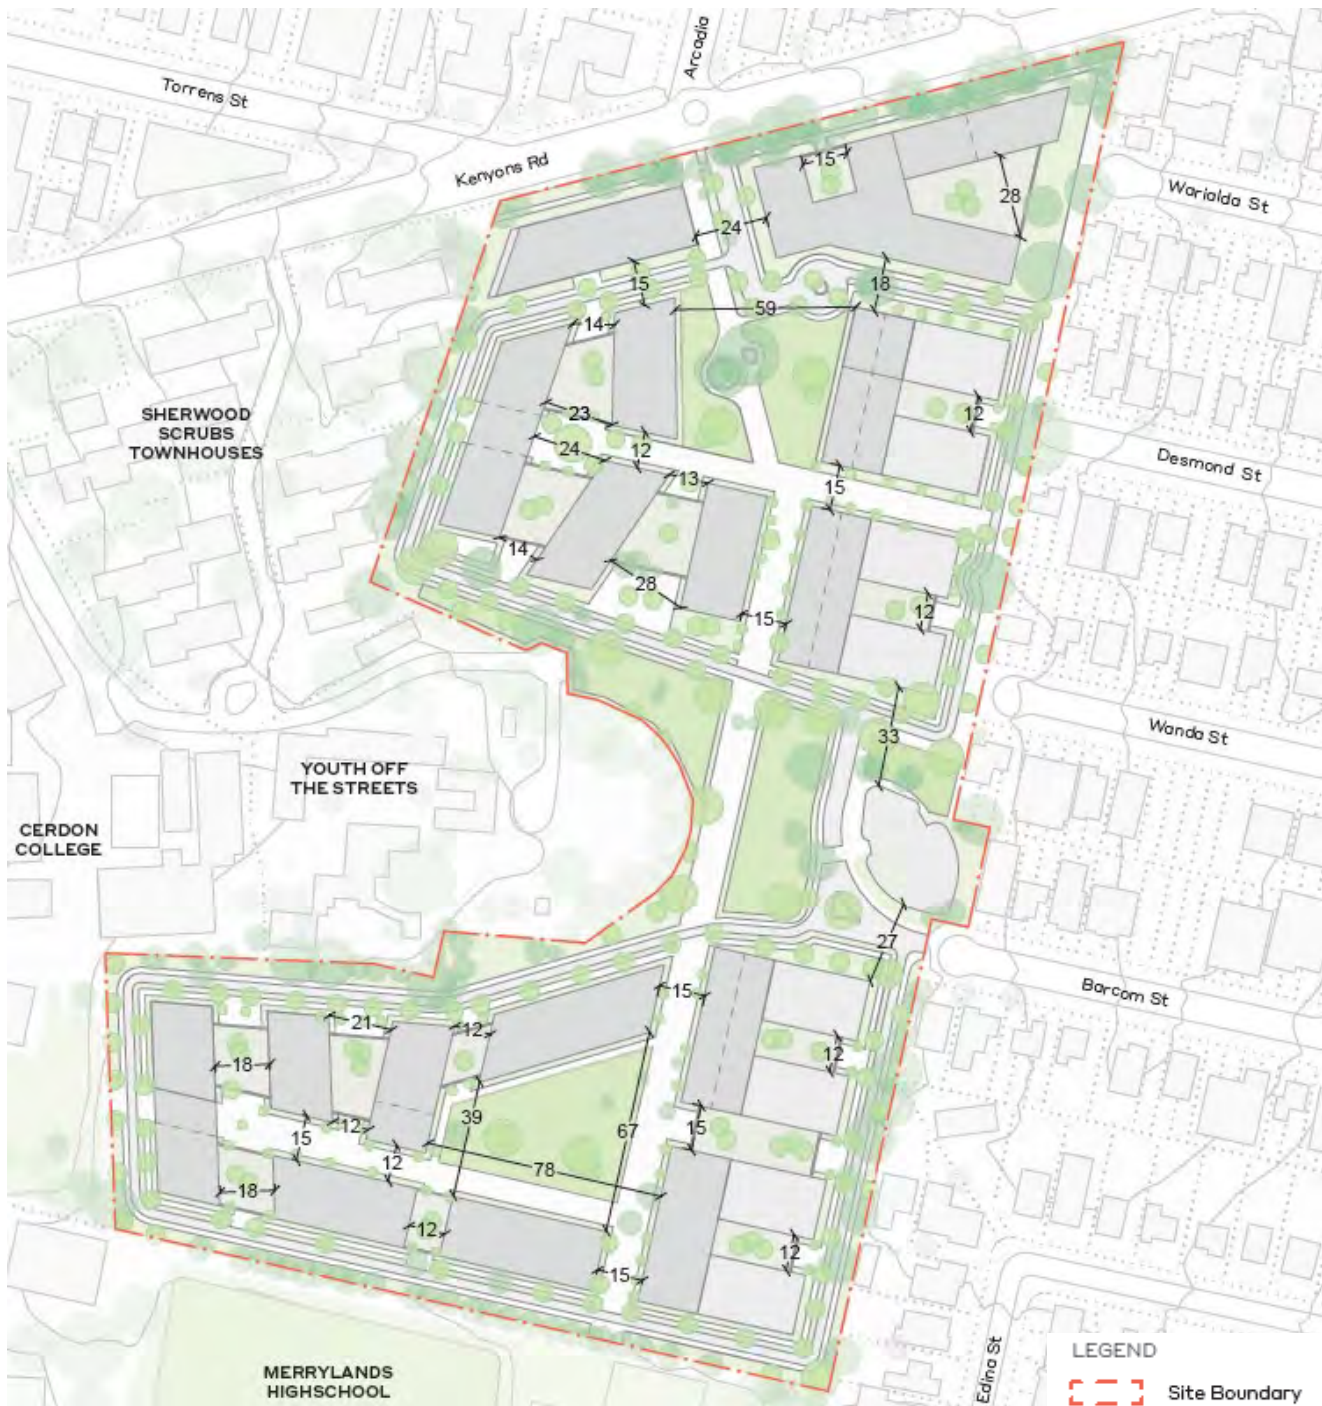 Torrens St
Arcadia
Kenyons Rd
15
28
Warialda St
24
15
18
59
14
SHERWOOD
SCRUBS
TOWNHOUSES
23
12
24
12
13
Desmond St
15
14
28
15
12
33
Wanda St
YOUTH OFF
THE STREETS
CERDON
COLLEGE
27
15
Barcom St
21
12
18
12
39
12
67
15
15
12
78
18
12
12
15
Edina St
MERRYLANDS
HIGHSCHOOL
LEGEND
Site Boundary